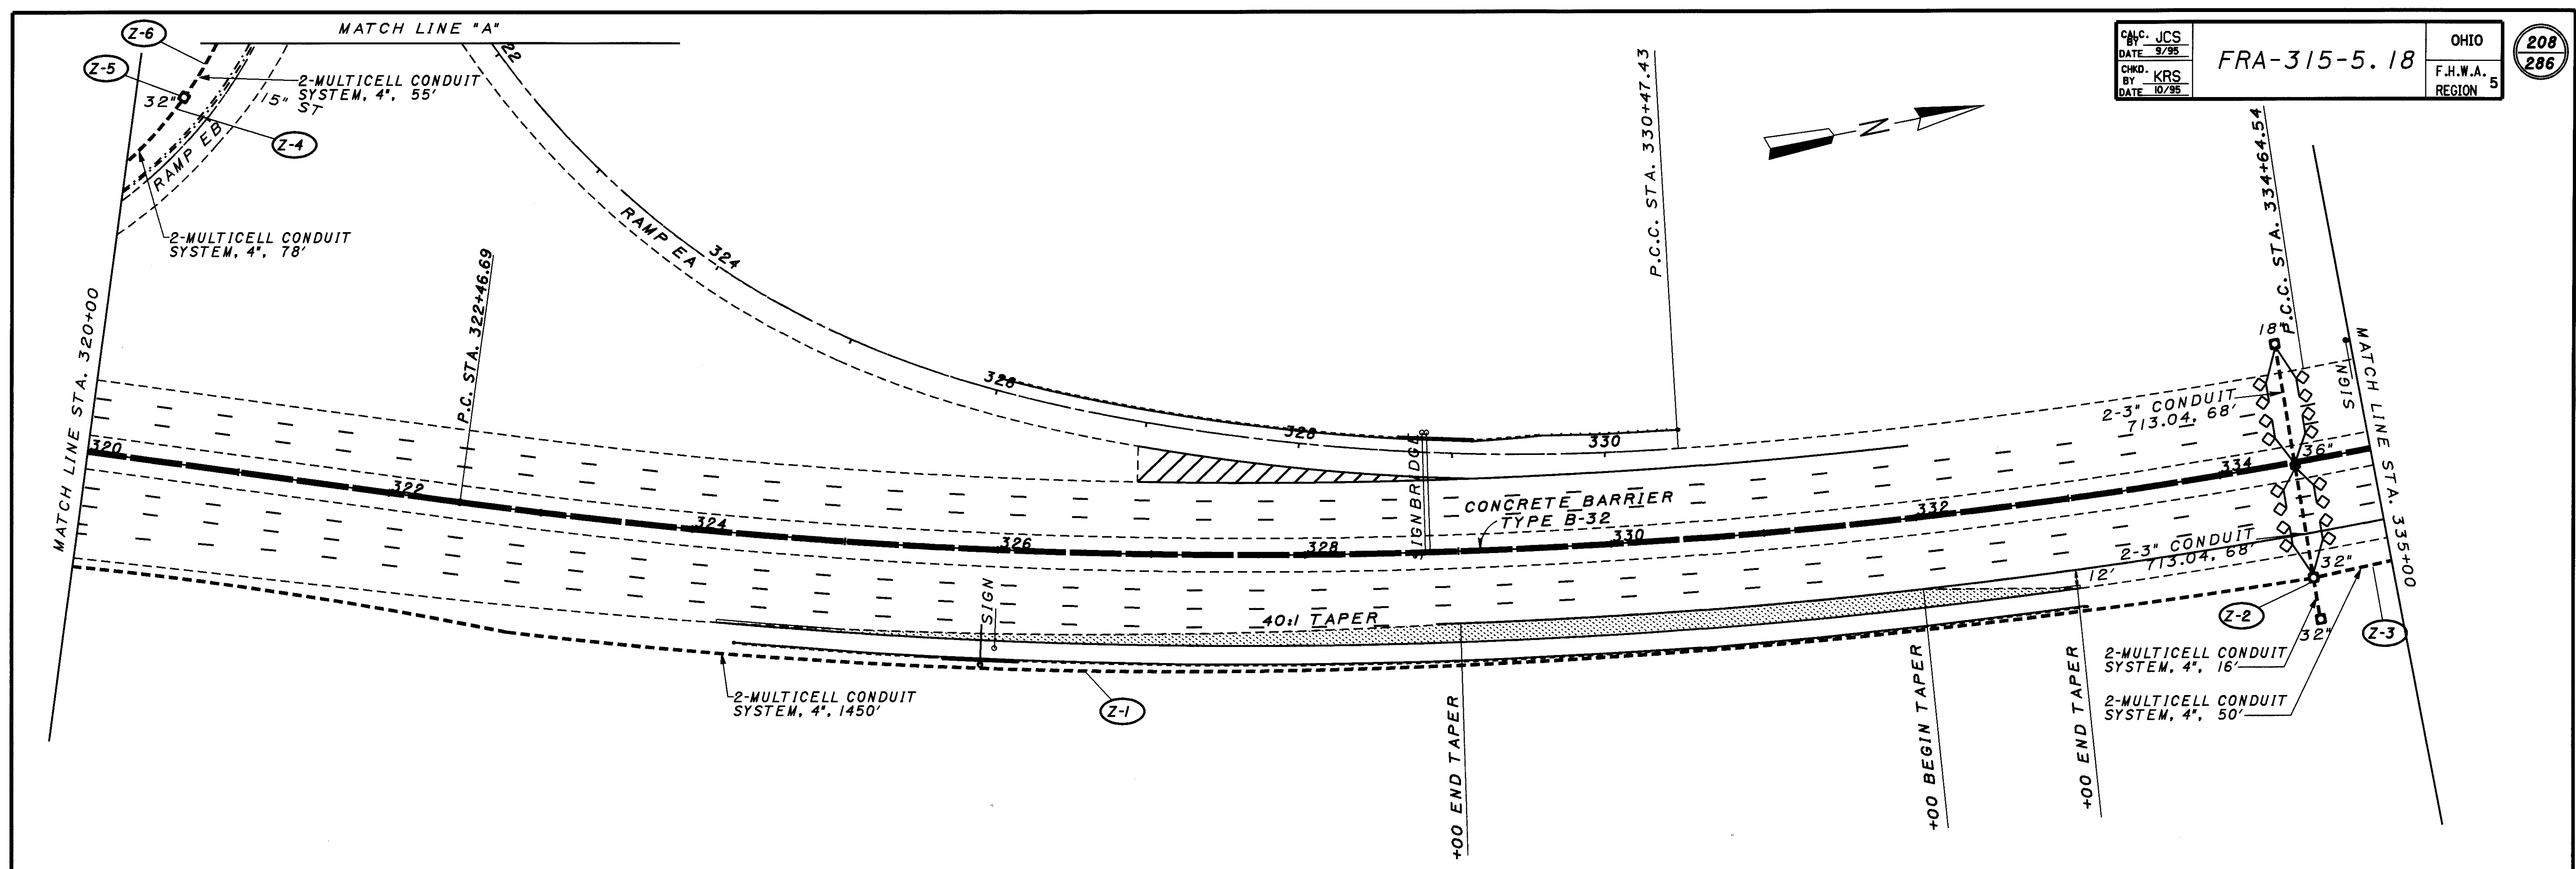 MATCH LINE "A"
Z-6
Z-5
32"
2-MULTICELL CONDUIT
SYSTEM, 4", 55'
15"
ST
Z-4
RAMP EB
2-MULTICELL CONDUIT
SYSTEM, 4", 78'
22
RAMP EA
324
328
328
330
P.C.C. STA. 330+47.43
N
CALC.
BY JCS
DATE 9/95
CHKD.
BY KRS
DATE 10/95
FRA-315-5.18
OHIO
F.H.W.A.
REGION 5
208
286
P.C.C. STA. 334+64.54
MATCH LINE STA. 320+00
P.C. STA. 322+46.69
320
322
324
326
328
330
332
334
SIGN BRIDGE
CONCRETE BARRIER
TYPE B-32
18"
2-3" CONDUIT
713.04, 68'
SIGN
MATCH LINE STA. 335+00
36"
2-3" CONDUIT
713.04, 68'
12'
32"
SIGN
40:1 TAPER
2-MULTICELL CONDUIT
SYSTEM, 4", 1450'
Z-1
+00 END TAPER
+00 BEGIN TAPER
+00 END TAPER
Z-2
32"
Z-3
2-MULTICELL CONDUIT
SYSTEM, 4", 16'
2-MULTICELL CONDUIT
SYSTEM, 4", 50'